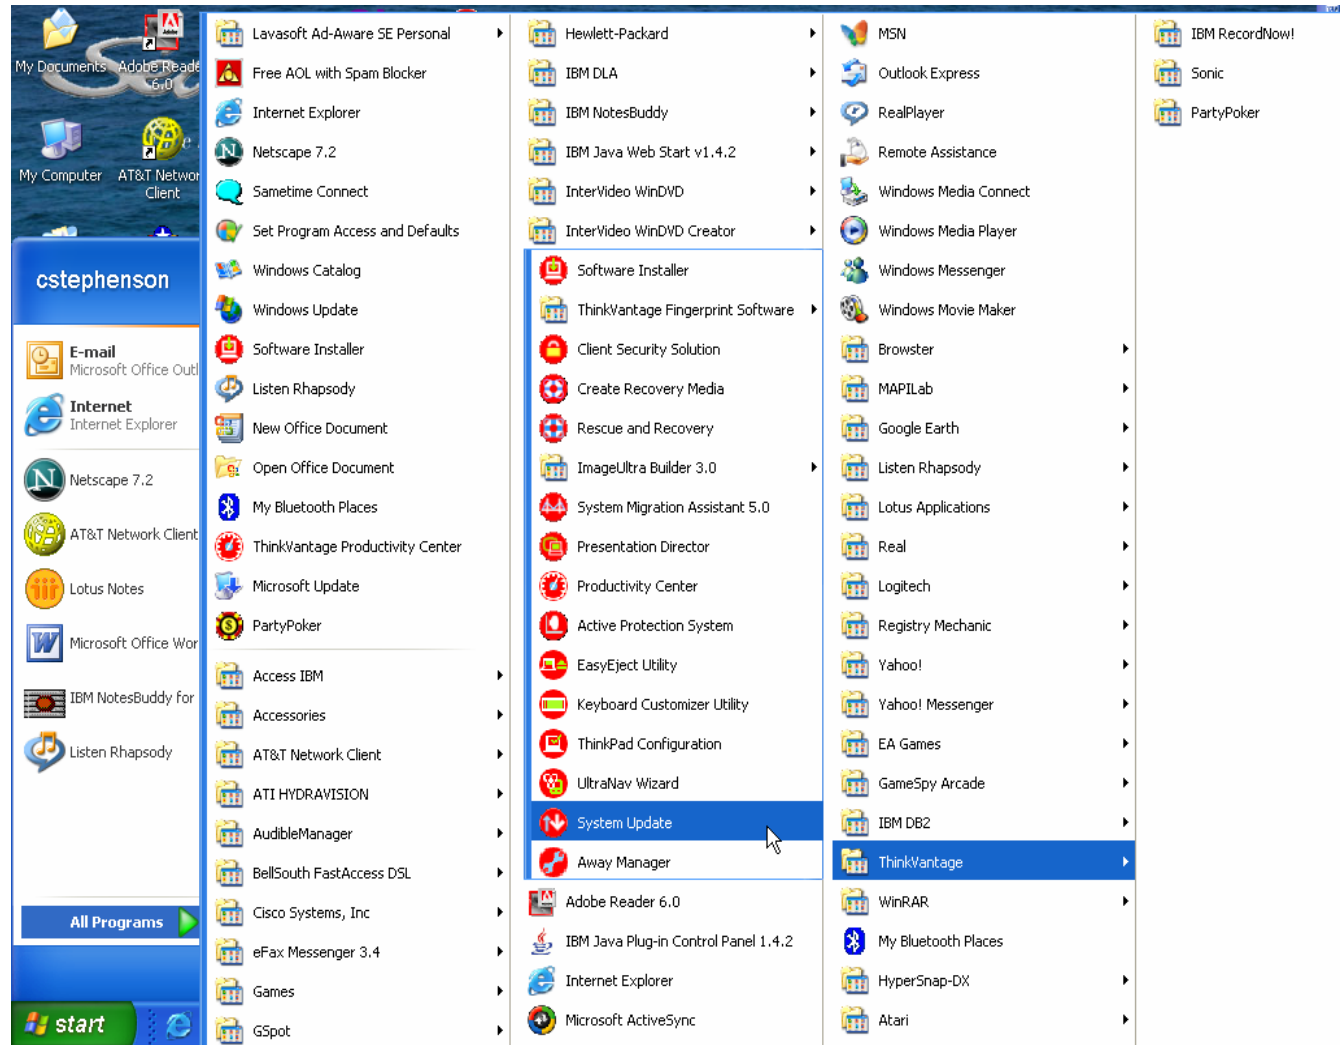 My Documents
Adobe Reade
6.0
My Computer
AT&T Networ
Client
cstephenson
E-mail
Microsoft Office Outl
Internet
Internet Explorer
Netscape 7.2
AT&T Network Client
Lotus Notes
Microsoft Office Wor
IBM NotesBuddy for
Listen Rhapsody
All Programs
start
Lavasoft Ad-Aware SE Personal
Free AOL with Spam Blocker
Internet Explorer
Netscape 7.2
Sametime Connect
Set Program Access and Defaults
Windows Catalog
Windows Update
Software Installer
Listen Rhapsody
New Office Document
Open Office Document
My Bluetooth Places
ThinkVantage Productivity Center
Microsoft Update
PartyPoker
Access IBM
Accessories
AT&T Network Client
ATI HYDRAVISION
AudibleManager
BellSouth FastAccess DSL
Cisco Systems, Inc
eFax Messenger 3.4
Games
GSpot
Hewlett-Packard
IBM DLA
IBM NotesBuddy
IBM Java Web Start v1.4.2
InterVideo WinDVD
InterVideo WinDVD Creator
Software Installer
ThinkVantage Fingerprint Software
Client Security Solution
Create Recovery Media
Rescue and Recovery
ImageUltra Builder 3.0
System Migration Assistant 5.0
Presentation Director
Productivity Center
Active Protection System
EasyEject Utility
Keyboard Customizer Utility
ThinkPad Configuration
UltraNav Wizard
System Update
Away Manager
Adobe Reader 6.0
IBM Java Plug-in Control Panel 1.4.2
Internet Explorer
Microsoft ActiveSync
MSN
Outlook Express
RealPlayer
Remote Assistance
Windows Media Connect
Windows Media Player
Windows Messenger
Windows Movie Maker
Browster
MAPILab
Google Earth
Listen Rhapsody
Lotus Applications
Real
Logitech
Registry Mechanic
Yahoo!
Yahoo! Messenger
EA Games
GameSpy Arcade
IBM DB2
ThinkVantage
WinRAR
My Bluetooth Places
HyperSnap-DX
Atari
IBM RecordNow!
Sonic
PartyPoker